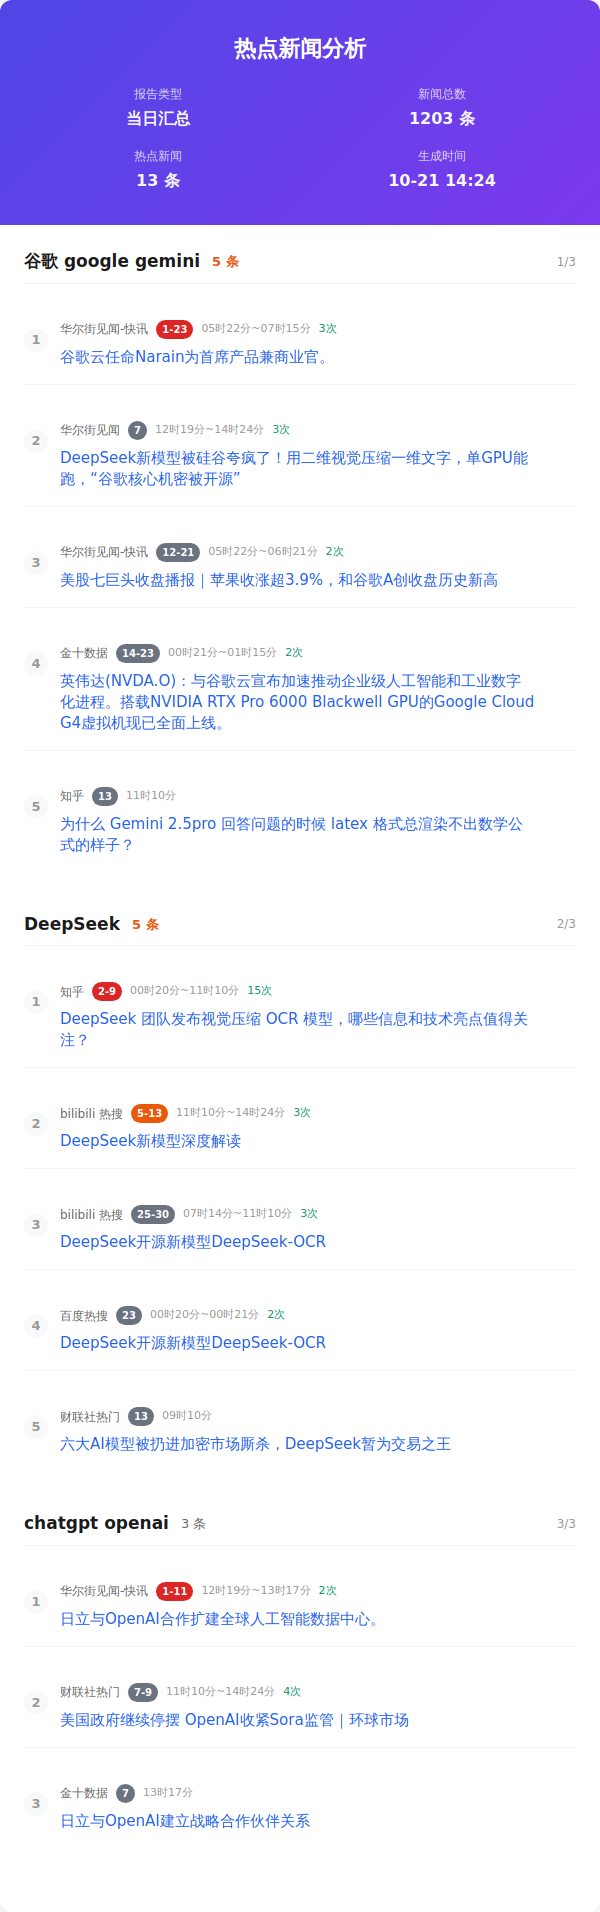 热点新闻分析
报告类型
新闻总数
当日汇总
1203 条
热点新闻
生成时间
13 条
10-21 14:24
谷歌 google gemini 5 条 1/3
1
华尔街见闻-快讯 1-23 05时22分~07时15分 3次
谷歌云任命Narain为首席产品兼商业官。
2
华尔街见闻 7 12时19分~14时24分 3次
DeepSeek新模型被硅谷夸疯了！用二维视觉压缩一维文字，单GPU能
跑，“谷歌核心机密被开源”
3
华尔街见闻-快讯 12-21 05时22分~06时21分 2次
美股七巨头收盘播报｜苹果收涨超3.9%，和谷歌A创收盘历史新高
4
金十数据 14-23 00时21分~01时15分 2次
英伟达(NVDA.O)：与谷歌云宣布加速推动企业级人工智能和工业数字
化进程。搭载NVIDIA RTX Pro 6000 Blackwell GPU的Google Cloud
G4虚拟机现已全面上线。
5
知乎 13 11时10分
为什么 Gemini 2.5pro 回答问题的时候 latex 格式总渲染不出数学公
式的样子？
DeepSeek 5 条 2/3
1
知乎 2-9 00时20分~11时10分 15次
DeepSeek 团队发布视觉压缩 OCR 模型，哪些信息和技术亮点值得关
注？
2
bilibili 热搜 5-13 11时10分~14时24分 3次
DeepSeek新模型深度解读
3
bilibili 热搜 25-30 07时14分~11时10分 3次
DeepSeek开源新模型DeepSeek-OCR
4
百度热搜 23 00时20分~00时21分 2次
DeepSeek开源新模型DeepSeek-OCR
5
财联社热门 13 09时10分
六大AI模型被扔进加密市场厮杀，DeepSeek暂为交易之王
chatgpt openai 3 条 3/3
1
华尔街见闻-快讯 1-11 12时19分~13时17分 2次
日立与OpenAI合作扩建全球人工智能数据中心。
2
财联社热门 7-9 11时10分~14时24分 4次
美国政府继续停摆 OpenAI收紧Sora监管｜环球市场
3
金十数据 7 13时17分
日立与OpenAI建立战略合作伙伴关系